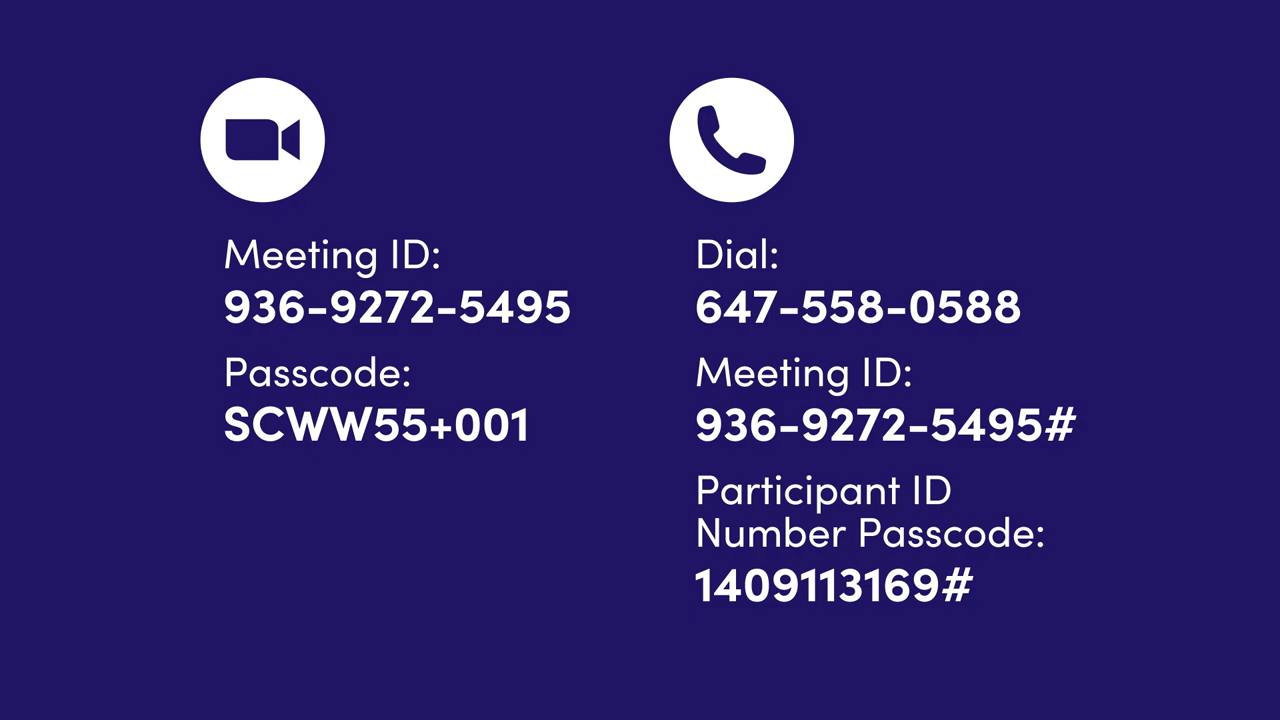 Meeting ID:
936-9272-5495
Passcode:
SCWW55+001
Dial:
647-558-0588
Meeting ID:
936-9272-5495#
Participant ID
Number Passcode:
1409113169#